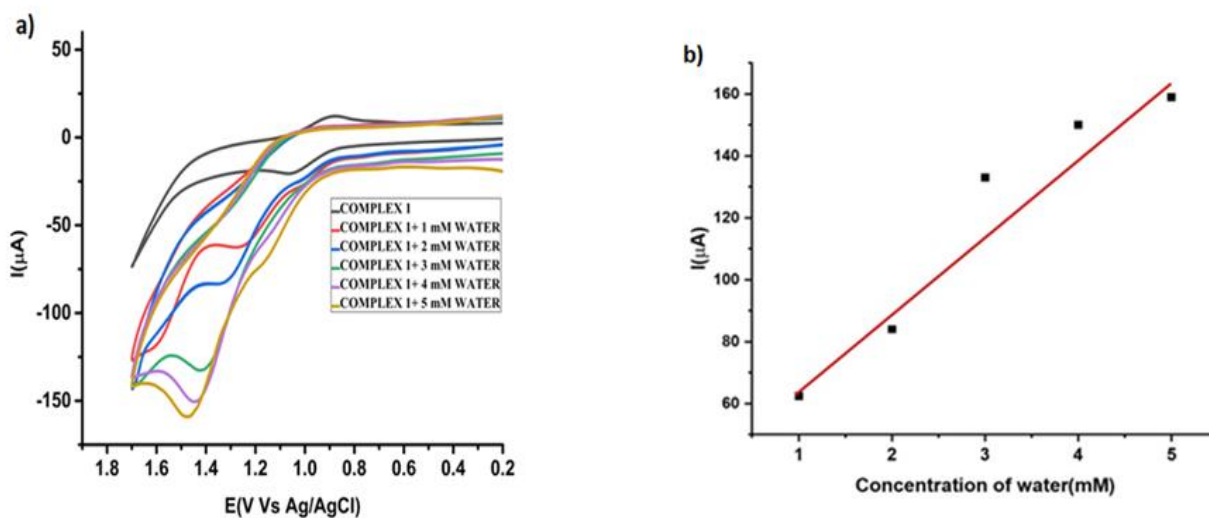 a)
50
0
-50
-100
-150
I(µA)
COMPLEX 1
COMPLEX 1+ 1 mM WATER
COMPLEX 1+ 2 mM WATER
COMPLEX 1+ 3 mM WATER
COMPLEX 1+ 4 mM WATER
COMPLEX 1+ 5 mM WATER
1.8 1.6 1.4 1.2 1.0 0.8 0.6 0.4 0.2
E(V Vs Ag/AgCl)
b)
160
140
120
100
80
60
I(µA)
1 2 3 4 5
Concentration of water(mM)